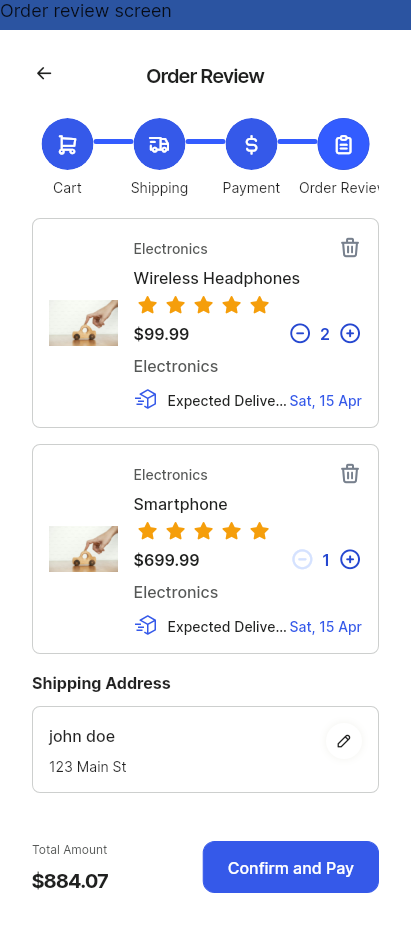 Order review screen
Order Review
Cart Shipping Payment Order Review
Electronics
Wireless Headphones
$99.99 2
Electronics
Expected Delive... Sat, 15 Apr
Electronics
Smartphone
$699.99 1
Electronics
Expected Delive... Sat, 15 Apr
Shipping Address
john doe
123 Main St
Total Amount
$884.07
Confirm and Pay